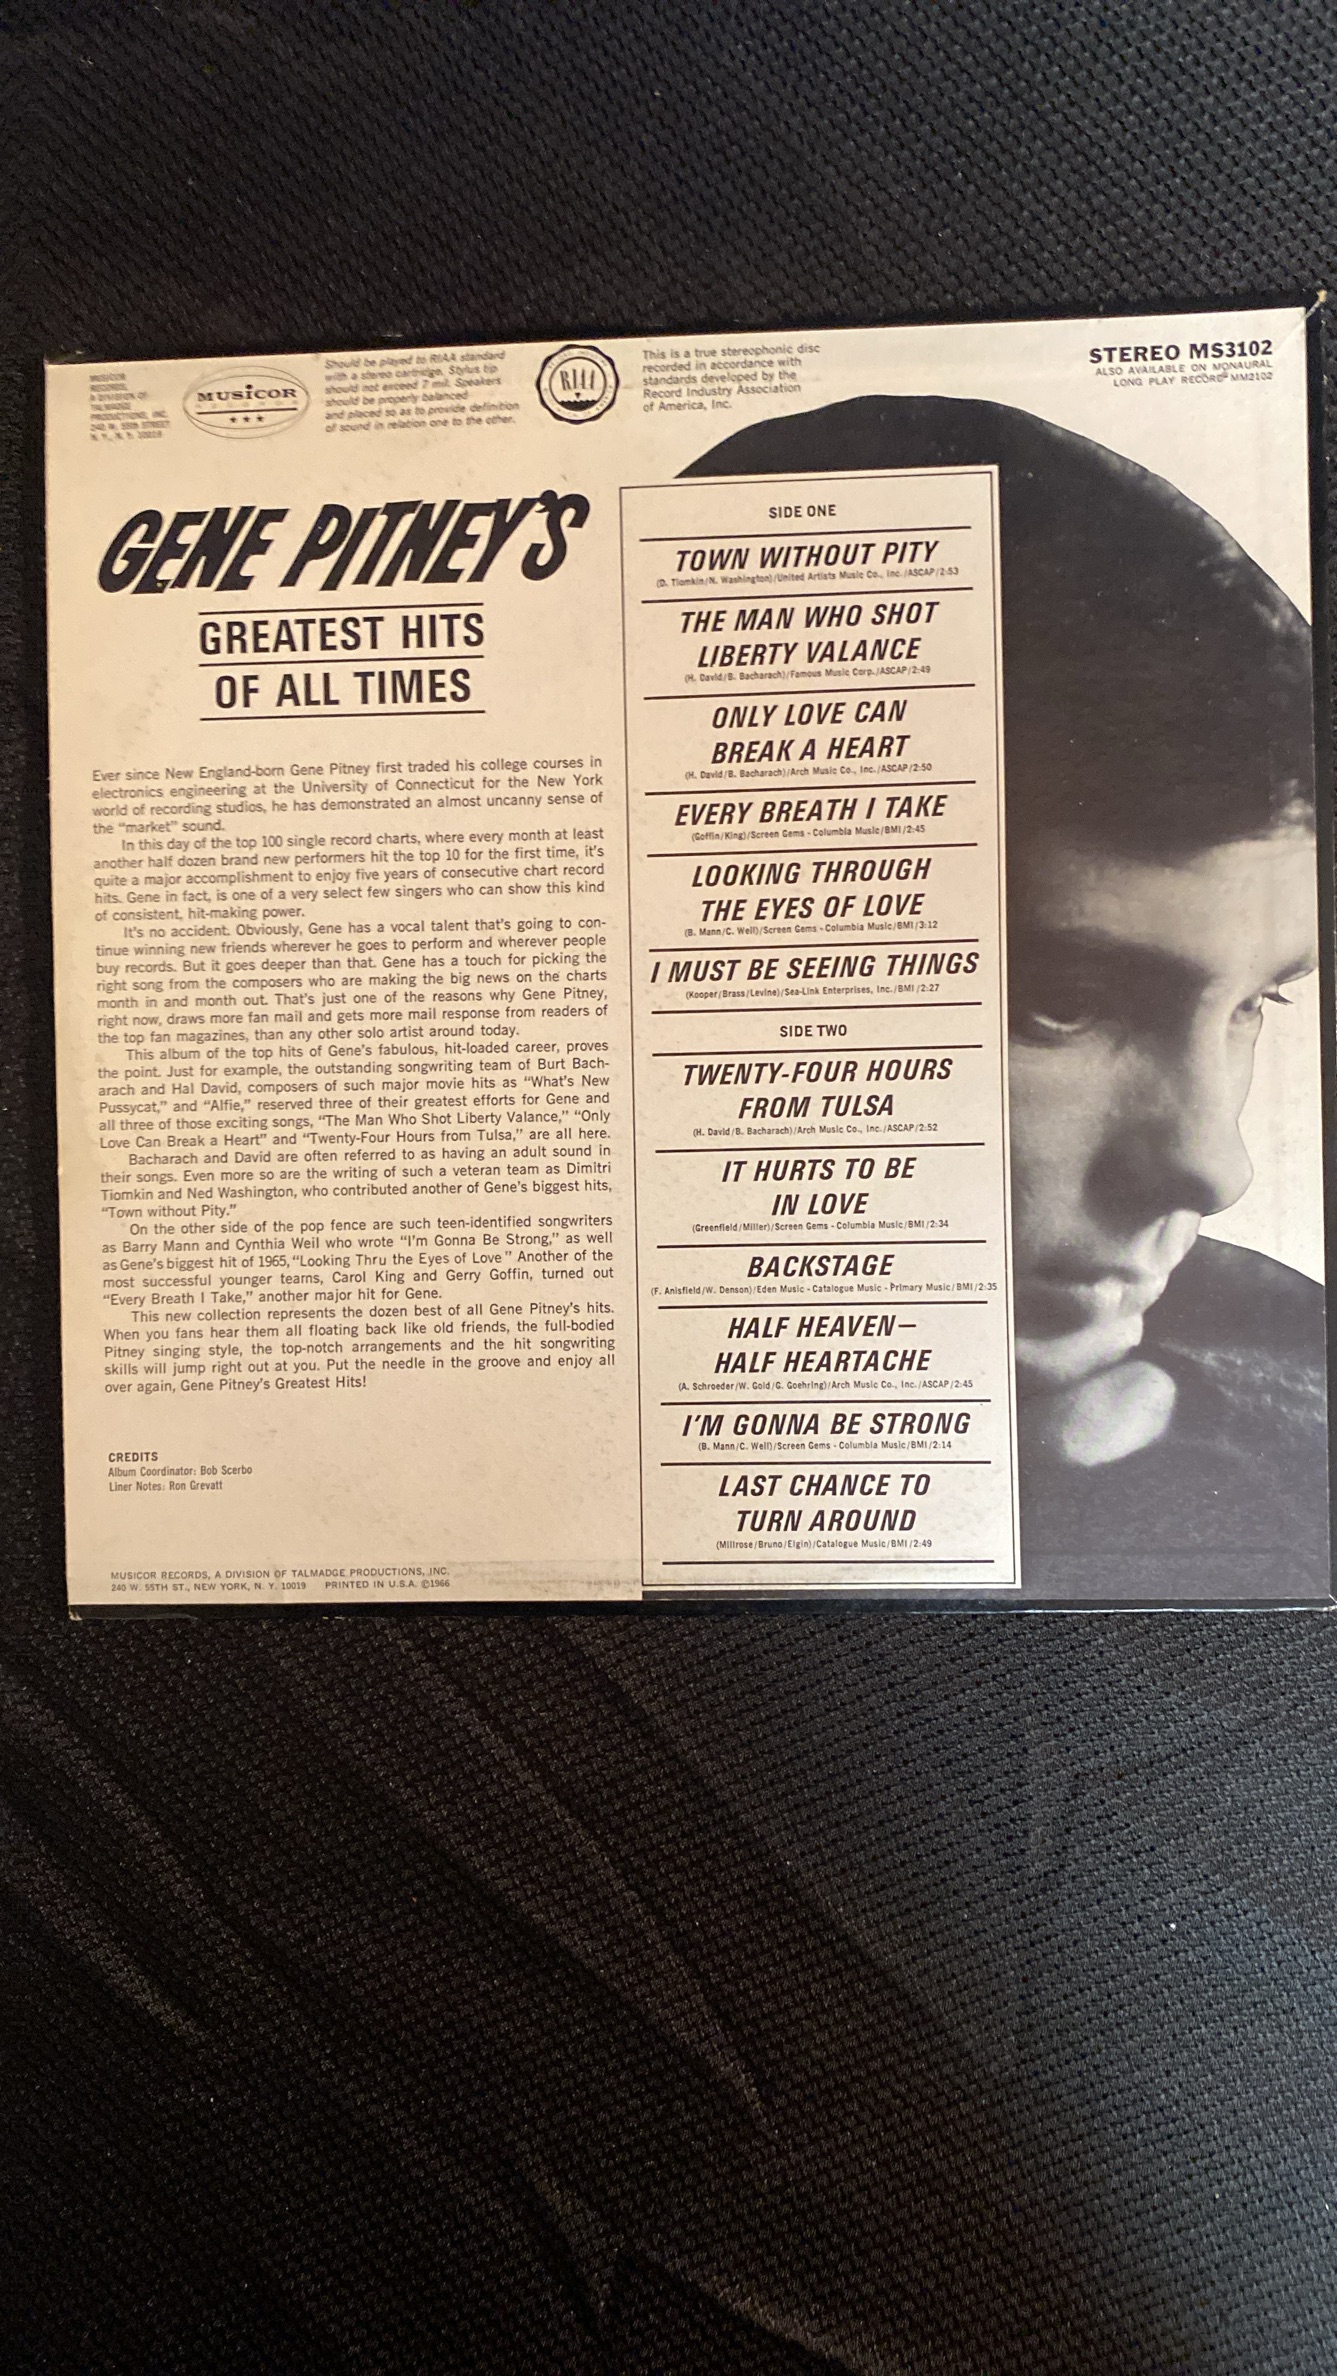 MUSICOR
RECORDS,
A DIVISION OF
TALMADGE
PRODUCTIONS, INC.
240 W. 55th STREET
N. Y., N. Y. 10019
MUSICOR
RECORDS
Should be played to RIAA standard
with a stereo cartridge. Stylus tip
should not exceed 7 mil. Speakers
should be properly balanced
and placed so as to provide definition
of sound in relation one to the other.
RIAA
This is a true stereophonic disc
recorded in accordance with
standards developed by the
Record Industry Association
of America, Inc.
STEREO MS3102
ALSO AVAILABLE ON MONAURAL
LONG PLAY RECORD MM2102
GENE PITNEY'S
GREATEST HITS
OF ALL TIMES
Ever since New England-born Gene Pitney first traded his college courses in
electronics engineering at the University of Connecticut for the New York
world of recording studios, he has demonstrated an almost uncanny sense of
the “market” sound.
In this day of the top 100 single record charts, where every month at least
another half dozen brand new performers hit the top 10 for the first time, it's
quite a major accomplishment to enjoy five years of consecutive chart record
hits. Gene in fact, is one of a very select few singers who can show this kind
of consistent, hit-making power.
It's no accident. Obviously, Gene has a vocal talent that's going to con-
tinue winning new friends wherever he goes to perform and wherever people
buy records. But it goes deeper than that. Gene has a touch for picking the
right song from the composers who are making the big news on the charts
month in and month out. That's just one of the reasons why Gene Pitney,
right now, draws more fan mail and gets more mail response from readers of
the top fan magazines, than any other solo artist around today.
This album of the top hits of Gene's fabulous, hit-loaded career, proves
the point. Just for example, the outstanding songwriting team of Burt Bach-
arach and Hal David, composers of such major movie hits as “What's New
Pussycat,” and “Alfie,” reserved three of their greatest efforts for Gene and
all three of those exciting songs, “The Man Who Shot Liberty Valance,” “Only
Love Can Break a Heart” and “Twenty-Four Hours from Tulsa,” are all here.
Bacharach and David are often referred to as having an adult sound in
their songs. Even more so are the writing of such a veteran team as Dimitri
Tiomkin and Ned Washington, who contributed another of Gene's biggest hits,
“Town without Pity.”
On the other side of the pop fence are such teen-identified songwriters
as Barry Mann and Cynthia Weil who wrote “I'm Gonna Be Strong,” as well
as Gene's biggest hit of 1965, “Looking Thru the Eyes of Love” Another of the
most successful younger teams, Carol King and Gerry Goffin, turned out
“Every Breath I Take,” another major hit for Gene.
This new collection represents the dozen best of all Gene Pitney's hits.
When you fans hear them all floating back like old friends, the full-bodied
Pitney singing style, the top-notch arrangements and the hit songwriting
skills will jump right out at you. Put the needle in the groove and enjoy all
over again, Gene Pitney's Greatest Hits!
CREDITS
Album Coordinator: Bob Scerbo
Liner Notes: Ron Grevatt
MUSICOR RECORDS, A DIVISION OF TALMADGE PRODUCTIONS, INC.
240 W. 55TH ST., NEW YORK, N. Y. 10019 PRINTED IN U.S.A. ©1966
SIDE ONE
TOWN WITHOUT PITY
(D. Tiomkin/N. Washington)/United Artists Music Co., Inc./ASCAP/2:53
THE MAN WHO SHOT
LIBERTY VALANCE
(H. David/B. Bacharach)/Famous Music Corp./ASCAP/2:49
ONLY LOVE CAN
BREAK A HEART
(H. David/B. Bacharach)/Arch Music Co., Inc./ASCAP/2:50
EVERY BREATH I TAKE
(Goffin/King)/Screen Gems - Columbia Music/BMI/2:45
LOOKING THROUGH
THE EYES OF LOVE
(B. Mann/C. Weil)/Screen Gems - Columbia Music/BMI/3:12
I MUST BE SEEING THINGS
(Kooper/Brass/Levine)/Sea-Link Enterprises, Inc./BMI/2:27
SIDE TWO
TWENTY-FOUR HOURS
FROM TULSA
(H. David/B. Bacharach)/Arch Music Co., Inc./ASCAP/2:52
IT HURTS TO BE
IN LOVE
(Greenfield/Miller)/Screen Gems - Columbia Music/BMI/2:34
BACKSTAGE
(F. Anisfield/W. Denson)/Eden Music - Catalogue Music - Primary Music/BMI/2:35
HALF HEAVEN—
HALF HEARTACHE
(A. Schroeder/W. Gold/G. Goehring)/Arch Music Co., Inc./ASCAP/2:45
I'M GONNA BE STRONG
(B. Mann/C. Weil)/Screen Gems - Columbia Music/BMI/2:14
LAST CHANCE TO
TURN AROUND
(Millrose/Bruno/Elgin)/Catalogue Music/BMI/2:49